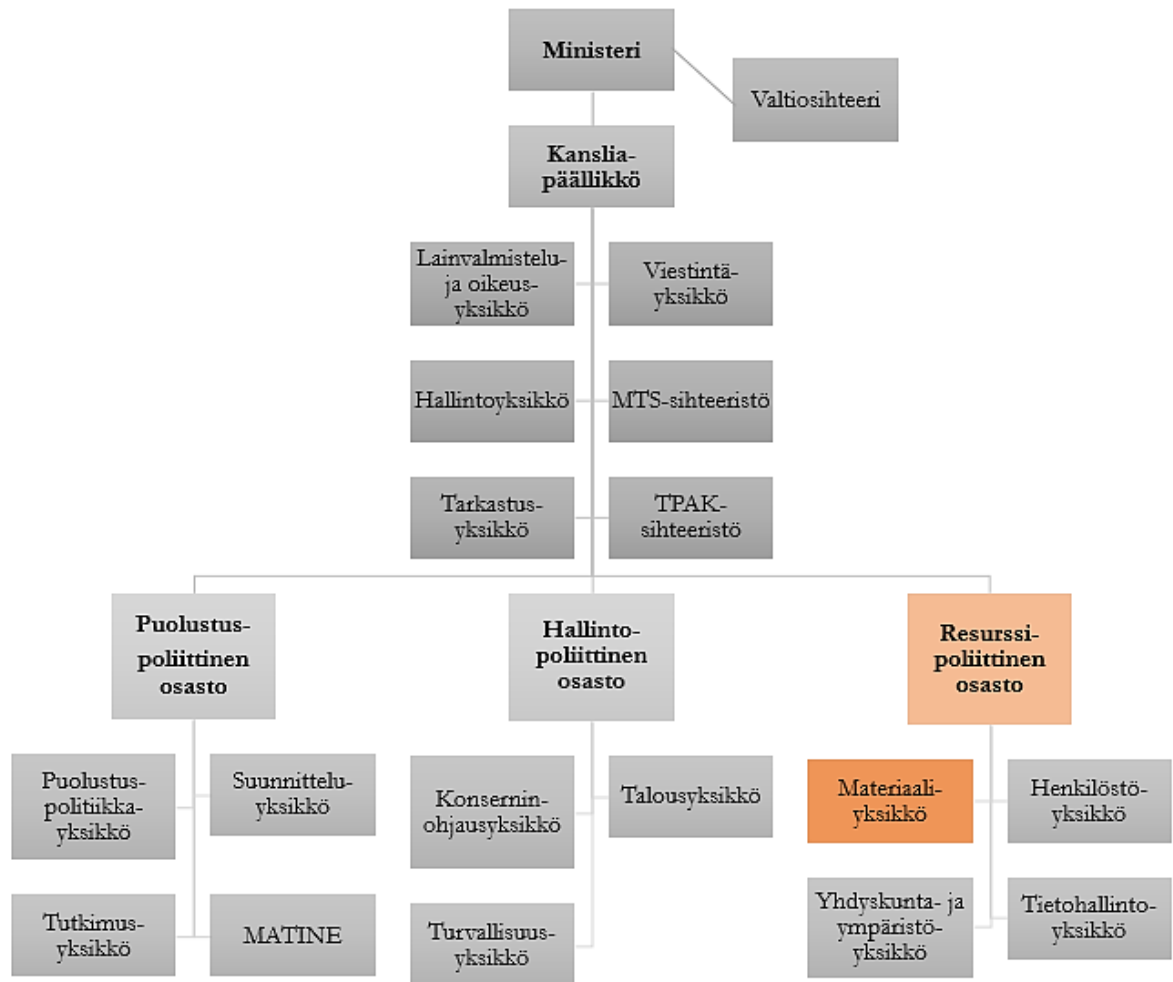 Ministeri
Valtiosihteeri
Kanslia-
päällikkö
Lainvalmistelu-
ja oikeus-
yksikkö
Viestintä-
yksikkö
Hallintoyksikkö
MTS-sihteeristö
Tarkastus-
yksikkö
TPAK-
sihteeristö
Puolustus-
poliittinen
osasto
Hallinto-
poliittinen
osasto
Resurssi-
poliittinen
osasto
Puolustus-
politiikka-
yksikkö
Suunnittelu-
yksikkö
Konsernin-
ohjausyksikkö
Talousyksikkö
Materiaali-
yksikkö
Henkilöstö-
yksikkö
Tutkimus-
yksikkö
MATINE
Turvallisuus-
yksikkö
Yhdyskunta- ja
ympäristö-
yksikkö
Tietohallinto-
yksikkö